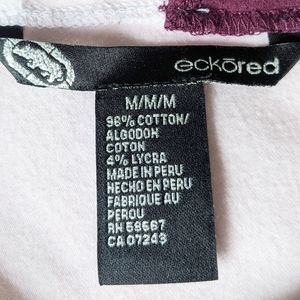 eckōred
M/M/M
96% COTTON/
ALGODON
COTON
4% LYCRA
MADE IN PERU
HECHO EN PERU
FABRIQUE AU
PEROU
RN 59667
CA 07243